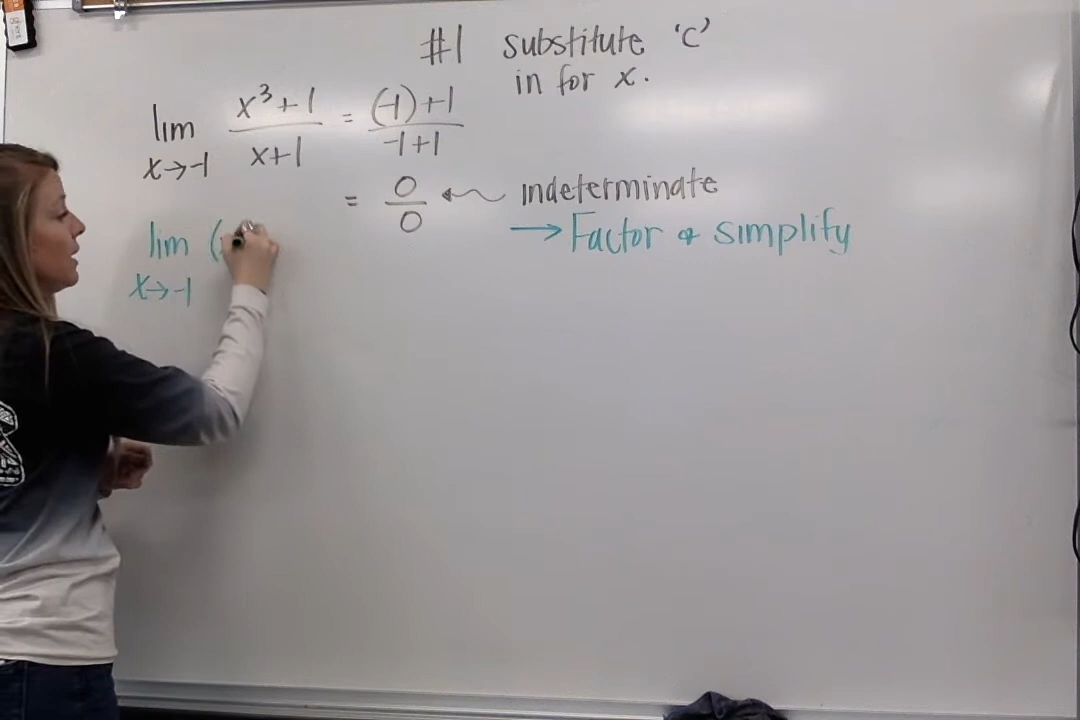 #1 substitute 'c'
in for x.
lim x³+1 = (-1)+1
x→-1 x+1 -1+1
= 0/0 ← indeterminate
→ Factor & simplify
lim (
x→-1